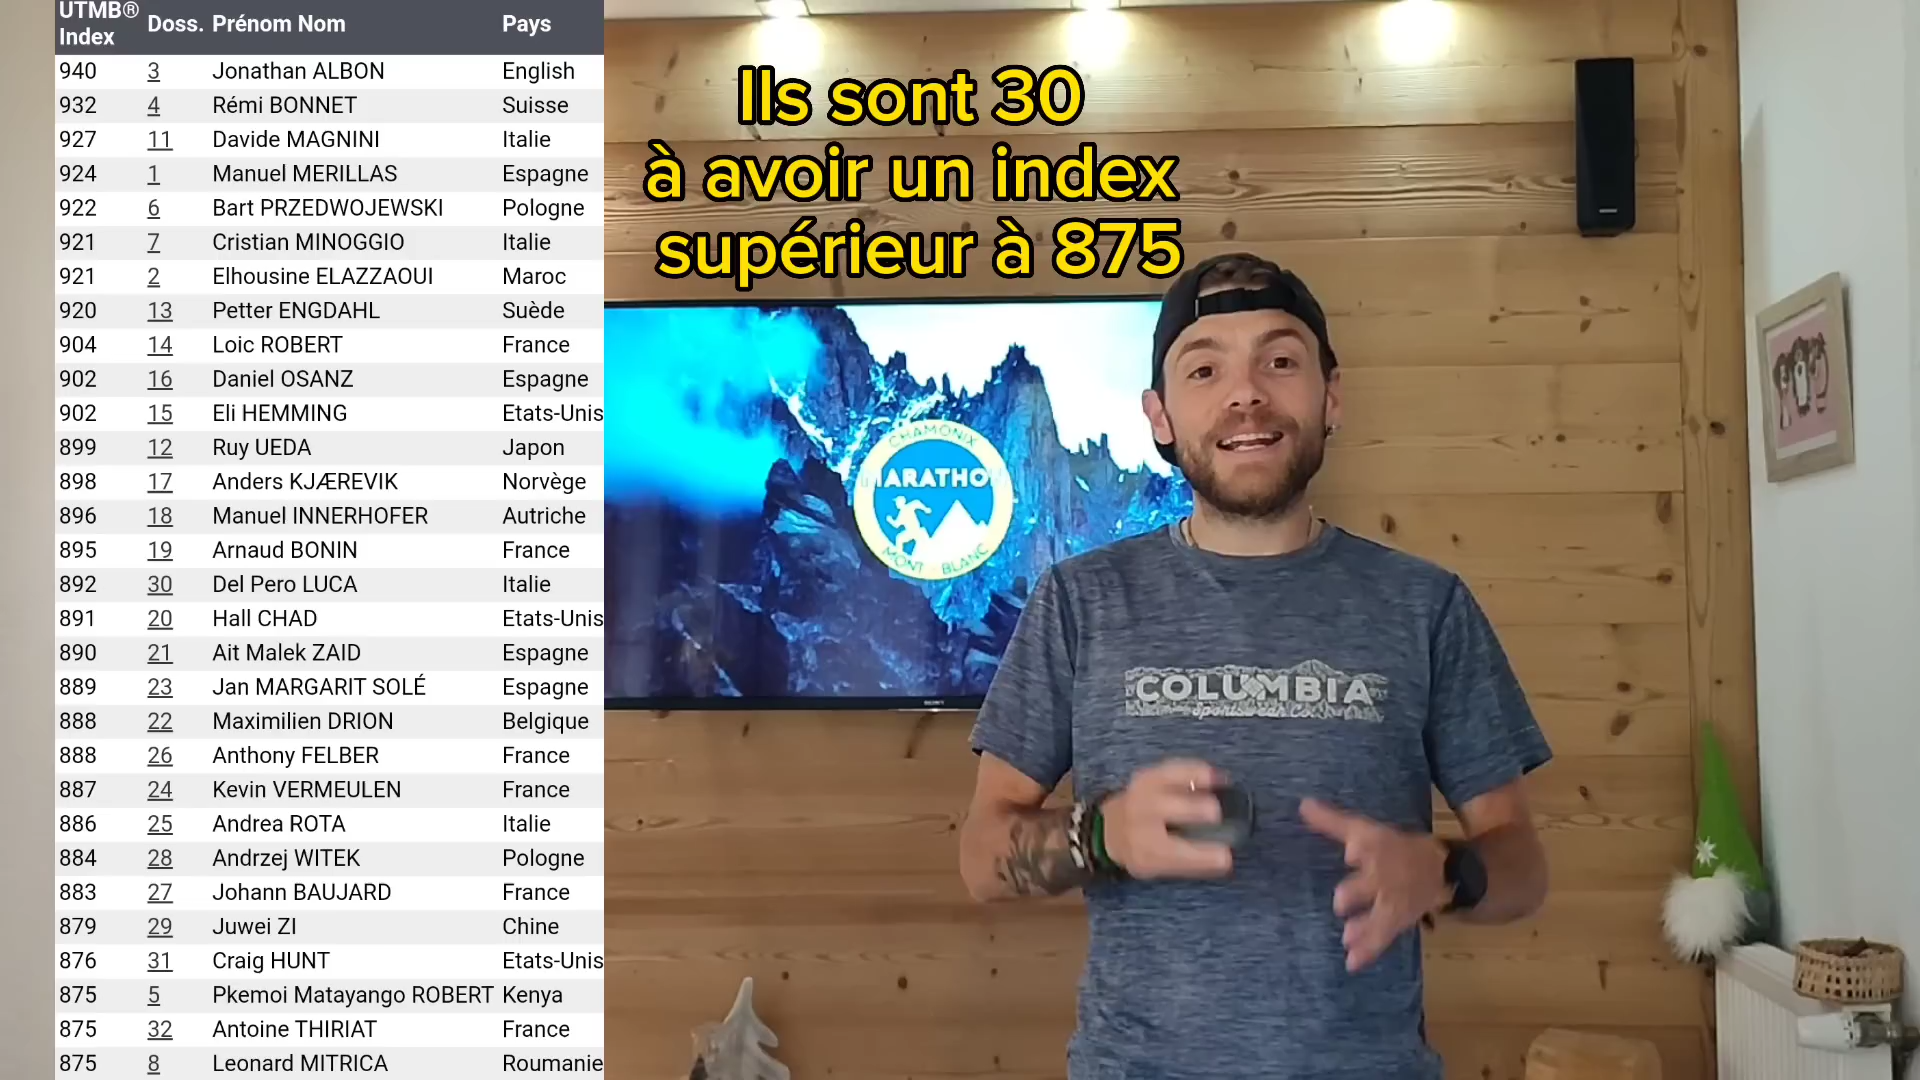 UTMB® Index Doss. Prénom Nom Pays
940 3 Jonathan ALBON English
932 4 Rémi BONNET Suisse
927 11 Davide MAGNINI Italie
924 1 Manuel MERILLAS Espagne
922 6 Bart PRZEDWOJEWSKI Pologne
921 7 Cristian MINOGGIO Italie
921 2 Elhousine ELAZZAOUI Maroc
920 13 Petter ENGDAHL Suède
904 14 Loic ROBERT France
902 16 Daniel OSANZ Espagne
902 15 Eli HEMMING Etats-Unis
899 12 Ruy UEDA Japon
898 17 Anders KJÆREVIK Norvège
896 18 Manuel INNERHOFER Autriche
895 19 Arnaud BONIN France
892 30 Del Pero LUCA Italie
891 20 Hall CHAD Etats-Unis
890 21 Ait Malek ZAID Espagne
889 23 Jan MARGARIT SOLÉ Espagne
888 22 Maximilien DRION Belgique
888 26 Anthony FELBER France
887 24 Kevin VERMEULEN France
886 25 Andrea ROTA Italie
884 28 Andrzej WITEK Pologne
883 27 Johann BAUJARD France
879 29 Juwei ZI Chine
876 31 Craig HUNT Etats-Unis
875 5 Pkemoi Matayango ROBERT Kenya
875 32 Antoine THIRIAT France
875 8 Leonard MITRICA Roumanie
Ils sont 30
à avoir un index
supérieur à 875
CHAMONIX
MARATHO
MONT - BLANC
SONY
COLUMBIA
Sportswear Co.